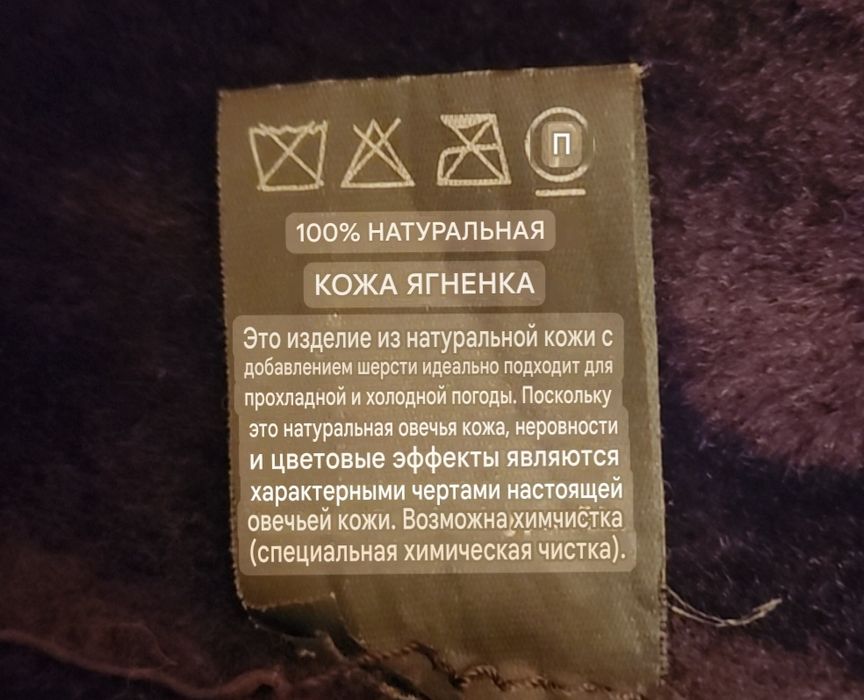 П
100% НАТУРАЛЬНАЯ
КОЖА ЯГНЕНКА
Это изделие из натуральной кожи с
добавлением шерсти идеально подходит для
прохладной и холодной погоды. Поскольку
это натуральная овечья кожа, неровности
и цветовые эффекты являются
характерными чертами настоящей
овечьей кожи. Возможна химчистка
(специальная химическая чистка).